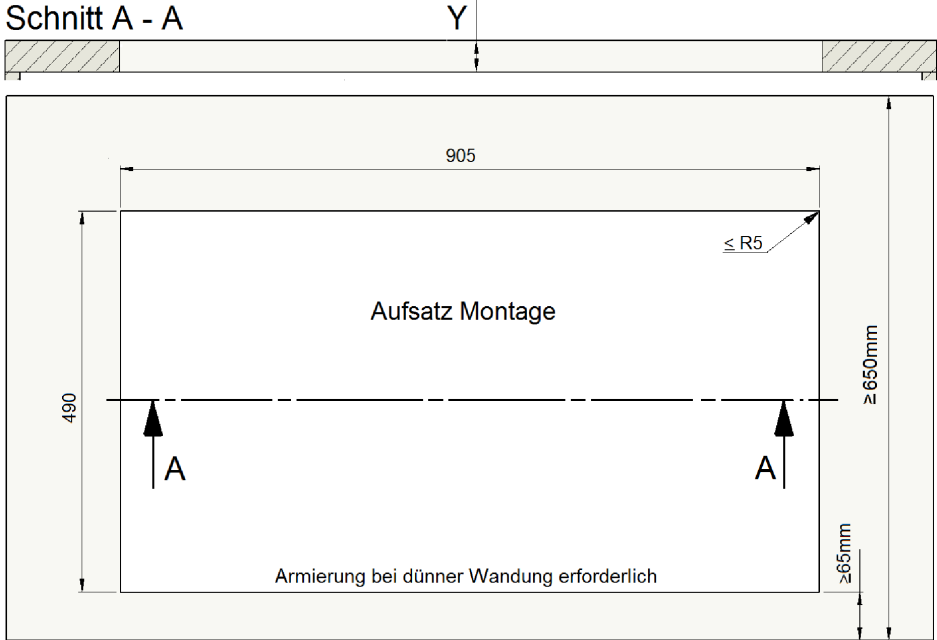 Schnitt A - A
Y
905
≤ R5
Aufsatz Montage
≥650mm
490
A
A
≥65mm
Armierung bei dünner Wandung erforderlich